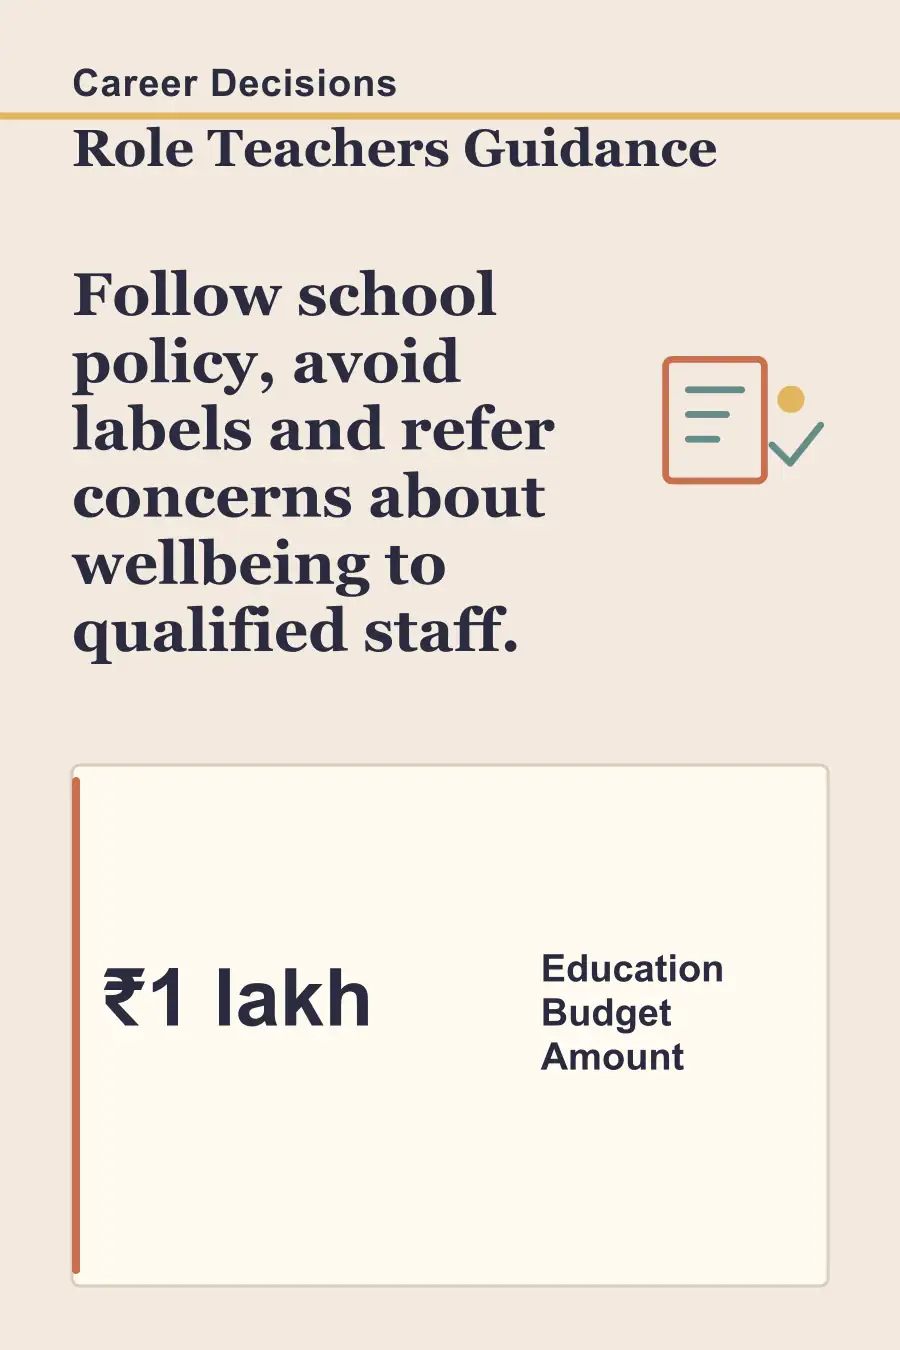 Career Decisions
Role Teachers Guidance
Follow school
policy, avoid
labels and refer
concerns about
wellbeing to
qualified staff.
₹1 lakh
Education
Budget
Amount